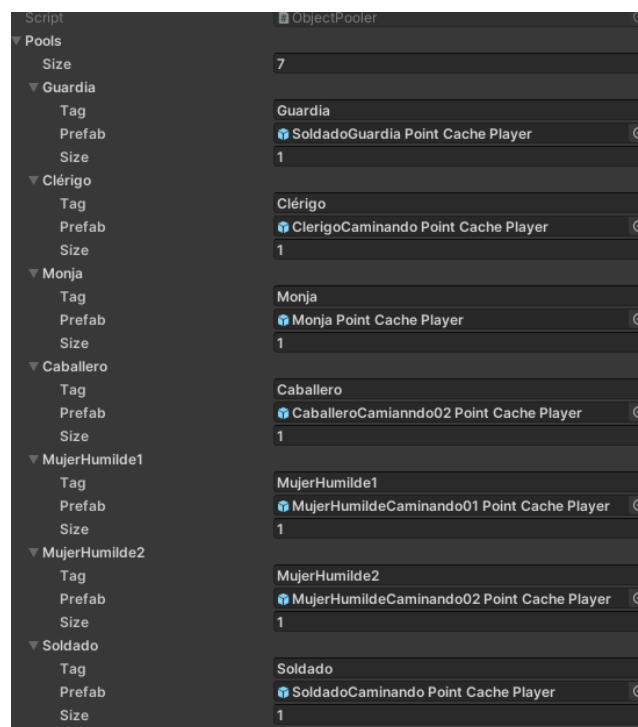 Script ObjectPooler
Pools
Size 7
Guardia
Tag Guardia
Prefab SoldadoGuardia Point Cache Player
Size 1
Clérigo
Tag Clérigo
Prefab ClerigoCaminando Point Cache Player
Size 1
Monja
Tag Monja
Prefab Monja Point Cache Player
Size 1
Caballero
Tag Caballero
Prefab CaballeroCamianndo02 Point Cache Player
Size 1
MujerHumilde1
Tag MujerHumilde1
Prefab MujerHumildeCaminando01 Point Cache Player
Size 1
MujerHumilde2
Tag MujerHumilde2
Prefab MujerHumildeCaminando02 Point Cache Player
Size 1
Soldado
Tag Soldado
Prefab SoldadoCaminando Point Cache Player
Size 1